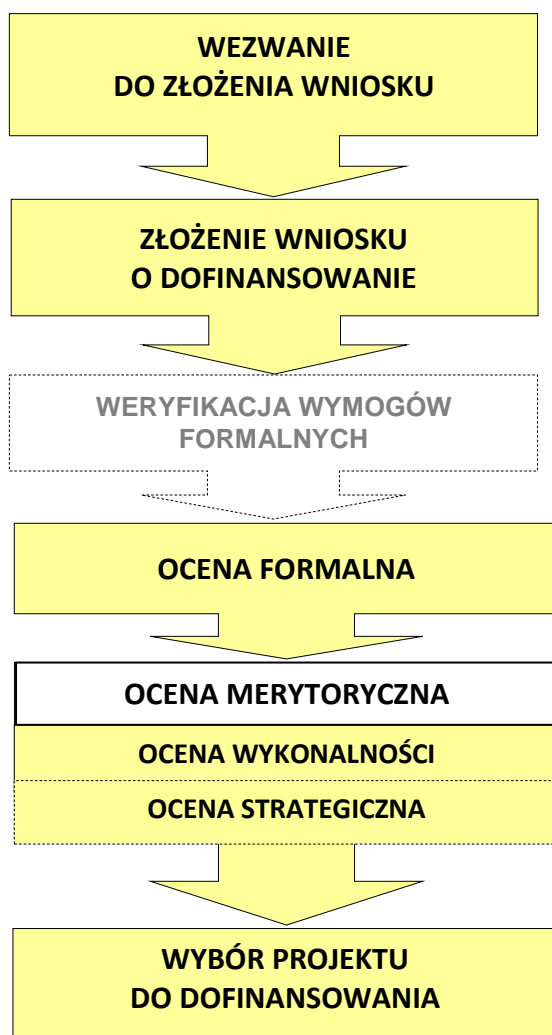 WEZWANIE
DO ZŁOŻENIA WNIOSKU
ZŁOŻENIE WNIOSKU
O DOFINANSOWANIE
WERYFIKACJA WYMOGÓW
FORMALNYCH
OCENA FORMALNA
OCENA MERYTORYCZNA
OCENA WYKONALNOŚCI
OCENA STRATEGICZNA
WYBÓR PROJEKTU
DO DOFINANSOWANIA